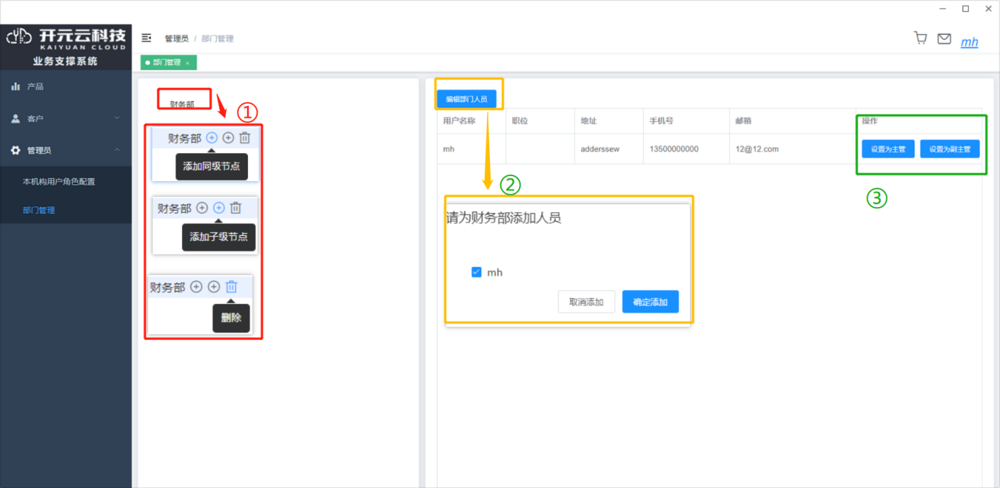 开元云科技
KAIYUAN CLOUD
业务支撑系统
管理员 / 部门管理
mh
部门管理 ×
产品
客户
管理员
本机构用户角色配置
部门管理
财务部
①
财务部
添加同级节点
财务部
添加子级节点
财务部
删除
编辑部门人员
用户名称 职位 地址 手机号 邮箱 操作
mh adderssew 13500000000 12@12.com 设置为主管 设置为副主管
②
③
请为财务部添加人员
mh
取消添加 确定添加